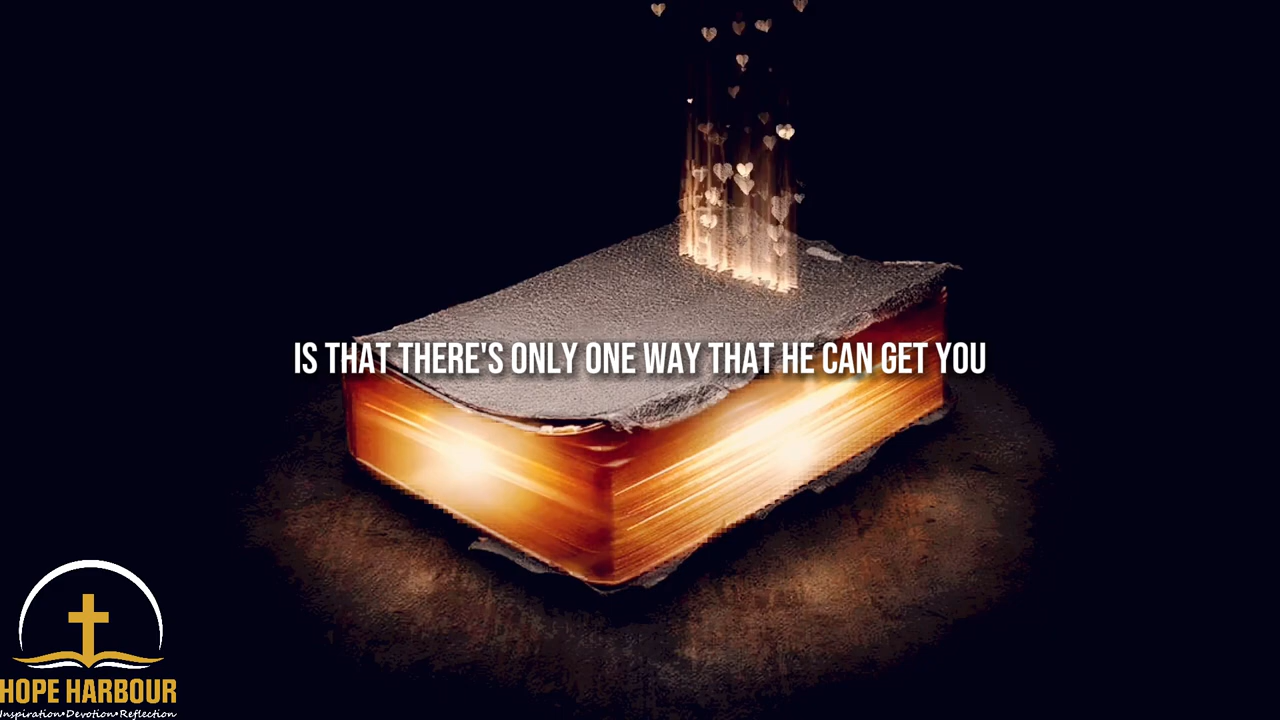 IS THAT THERE'S ONLY ONE WAY THAT HE CAN GET YOU
HOPE HARBOUR
Inspiration•Devotion•Reflection